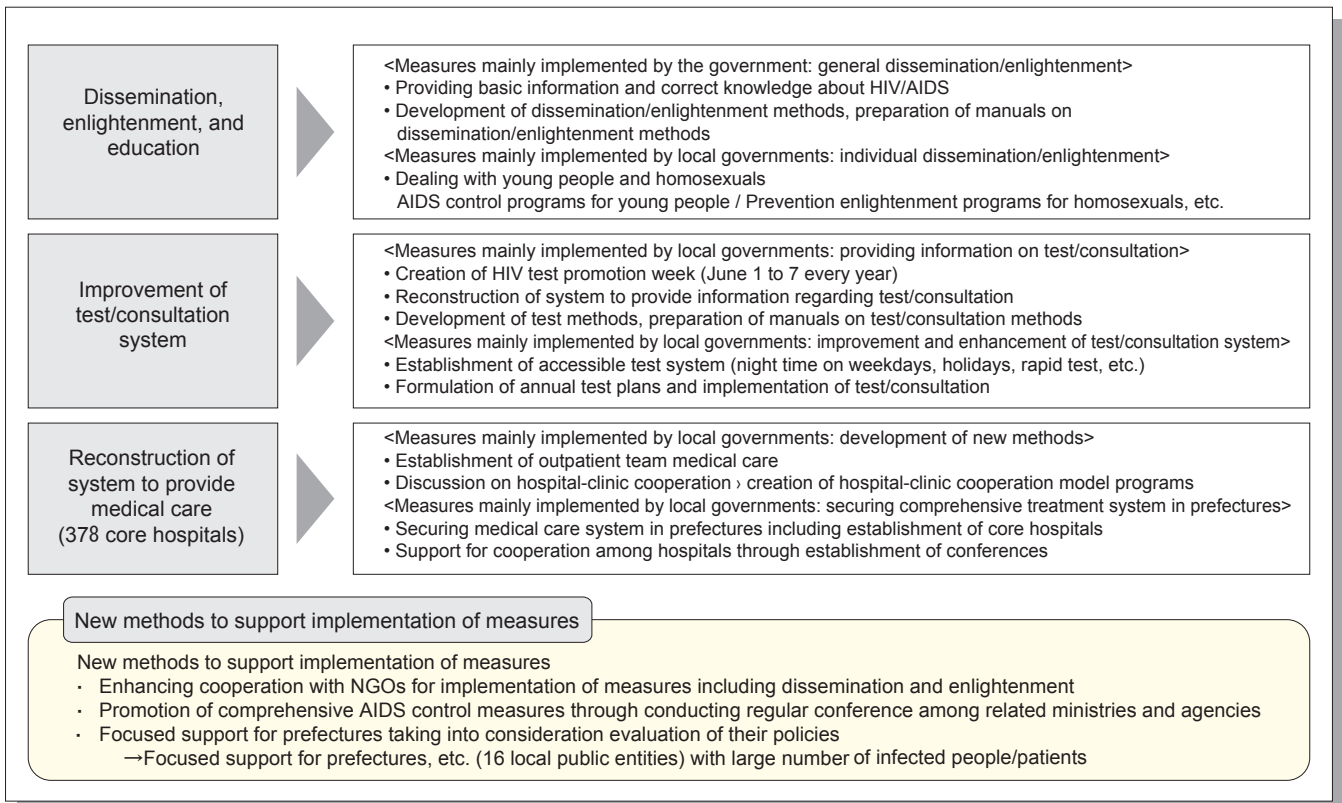 Dissemination,
enlightenment, and
education
<Measures mainly implemented by the government: general dissemination/enlightenment>
• Providing basic information and correct knowledge about HIV/AIDS
• Development of dissemination/enlightenment methods, preparation of manuals on
dissemination/enlightenment methods
<Measures mainly implemented by local governments: individual dissemination/enlightenment>
• Dealing with young people and homosexuals
AIDS control programs for young people / Prevention enlightenment programs for homosexuals, etc.
Improvement of
test/consultation
system
<Measures mainly implemented by local governments: providing information on test/consultation>
• Creation of HIV test promotion week (June 1 to 7 every year)
• Reconstruction of system to provide information regarding test/consultation
• Development of test methods, preparation of manuals on test/consultation methods
<Measures mainly implemented by local governments: improvement and enhancement of test/consultation system>
• Establishment of accessible test system (night time on weekdays, holidays, rapid test, etc.)
• Formulation of annual test plans and implementation of test/consultation
Reconstruction of
system to provide
medical care
(378 core hospitals)
<Measures mainly implemented by local governments: development of new methods>
• Establishment of outpatient team medical care
• Discussion on hospital-clinic cooperation › creation of hospital-clinic cooperation model programs
<Measures mainly implemented by local governments: securing comprehensive treatment system in prefectures>
• Securing medical care system in prefectures including establishment of core hospitals
• Support for cooperation among hospitals through establishment of conferences
New methods to support implementation of measures
New methods to support implementation of measures
· Enhancing cooperation with NGOs for implementation of measures including dissemination and enlightenment
· Promotion of comprehensive AIDS control measures through conducting regular conference among related ministries and agencies
· Focused support for prefectures taking into consideration evaluation of their policies
→Focused support for prefectures, etc. (16 local public entities) with large number of infected people/patients